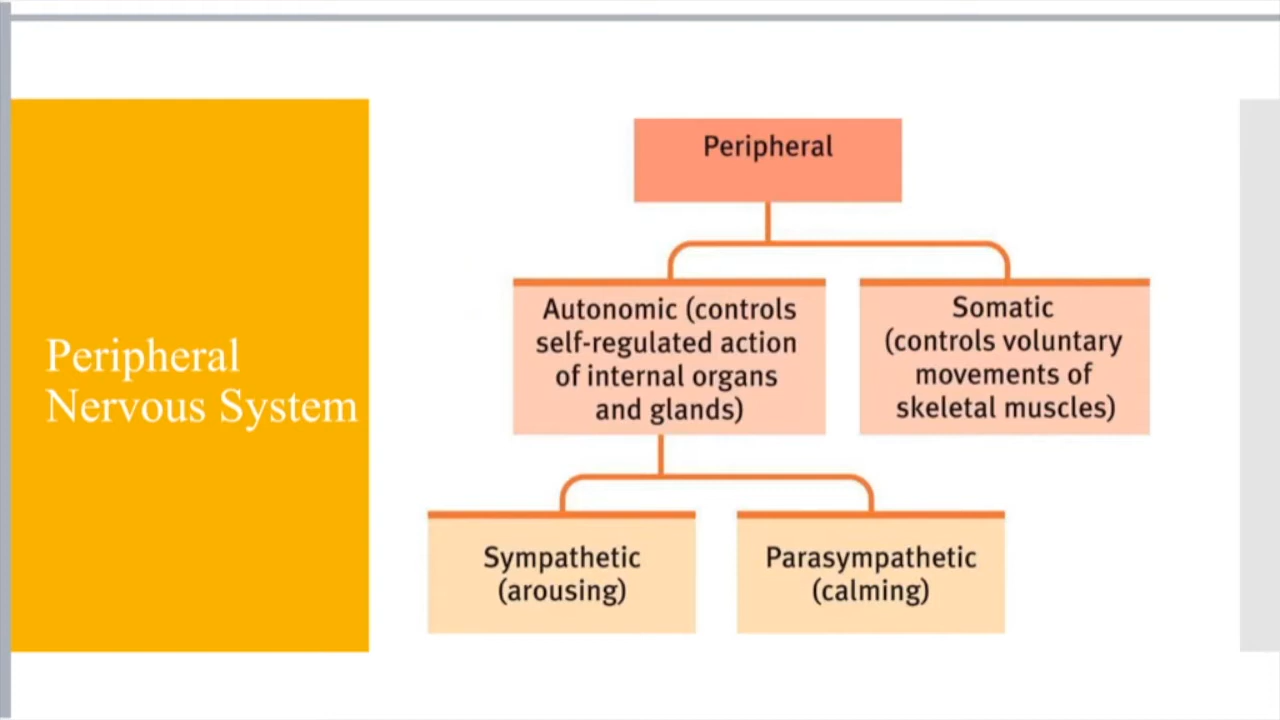 Peripheral
Nervous System
Peripheral
Autonomic (controls
self-regulated action
of internal organs
and glands)
Somatic
(controls voluntary
movements of
skeletal muscles)
Sympathetic
(arousing)
Parasympathetic
(calming)